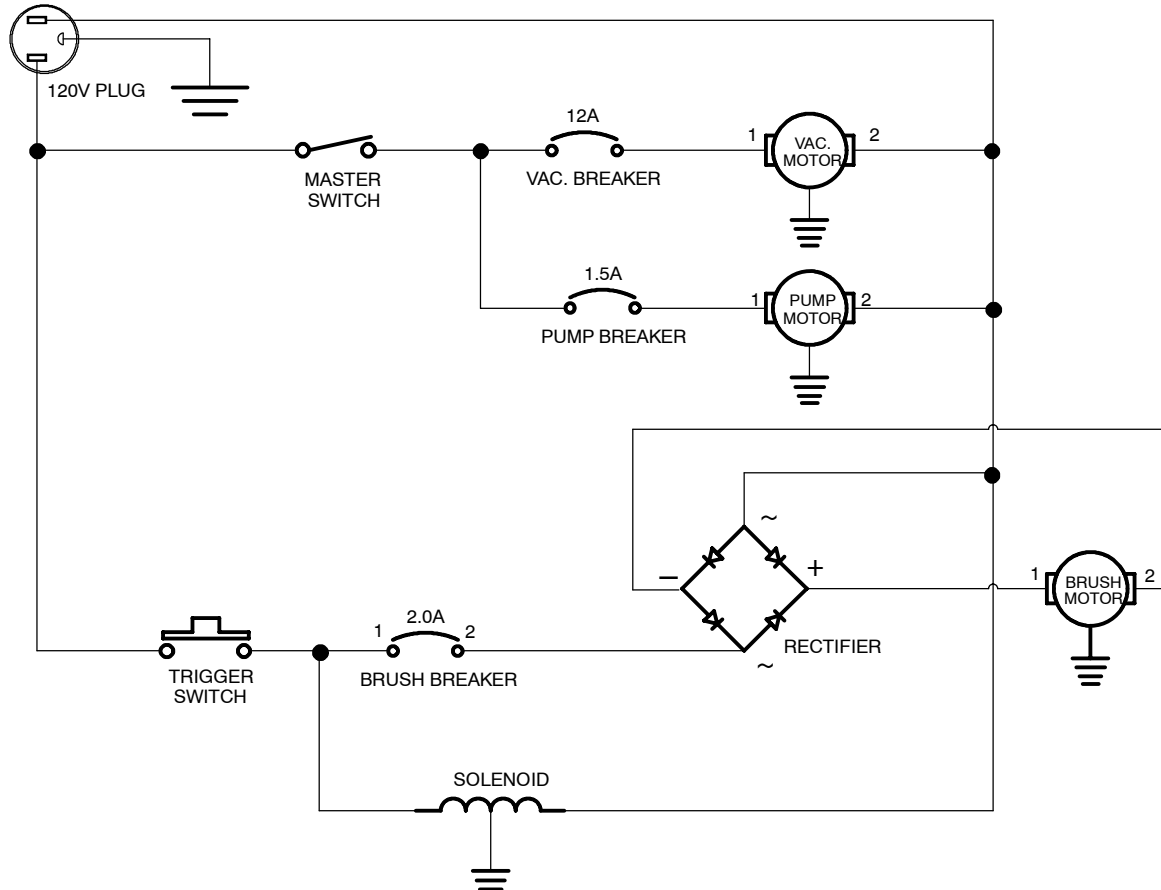 120V PLUG
12A
1
VAC.
MOTOR
2
MASTER
SWITCH
VAC. BREAKER
1.5A
1
PUMP
MOTOR
2
PUMP BREAKER
~
–
+
1
BRUSH
MOTOR
2
1
2.0A
2
RECTIFIER
~
TRIGGER
SWITCH
BRUSH BREAKER
SOLENOID